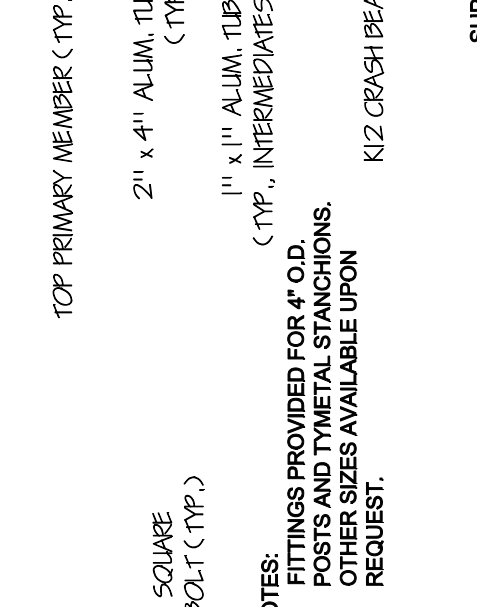 TOP PRIMARY MEMBER ( TYP.
2" x 4" ALUM. TU
( TYP
1" x 1" ALUM. TUB
( TYP., INTERMEDIATES
K12 CRASH BEA
SQUARE
BOLT ( TYP.)
OTES:
FITTINGS PROVIDED FOR 4" O.D.
POSTS AND TYMETAL STANCHIONS.
OTHER SIZES AVAILABLE UPON
REQUEST.